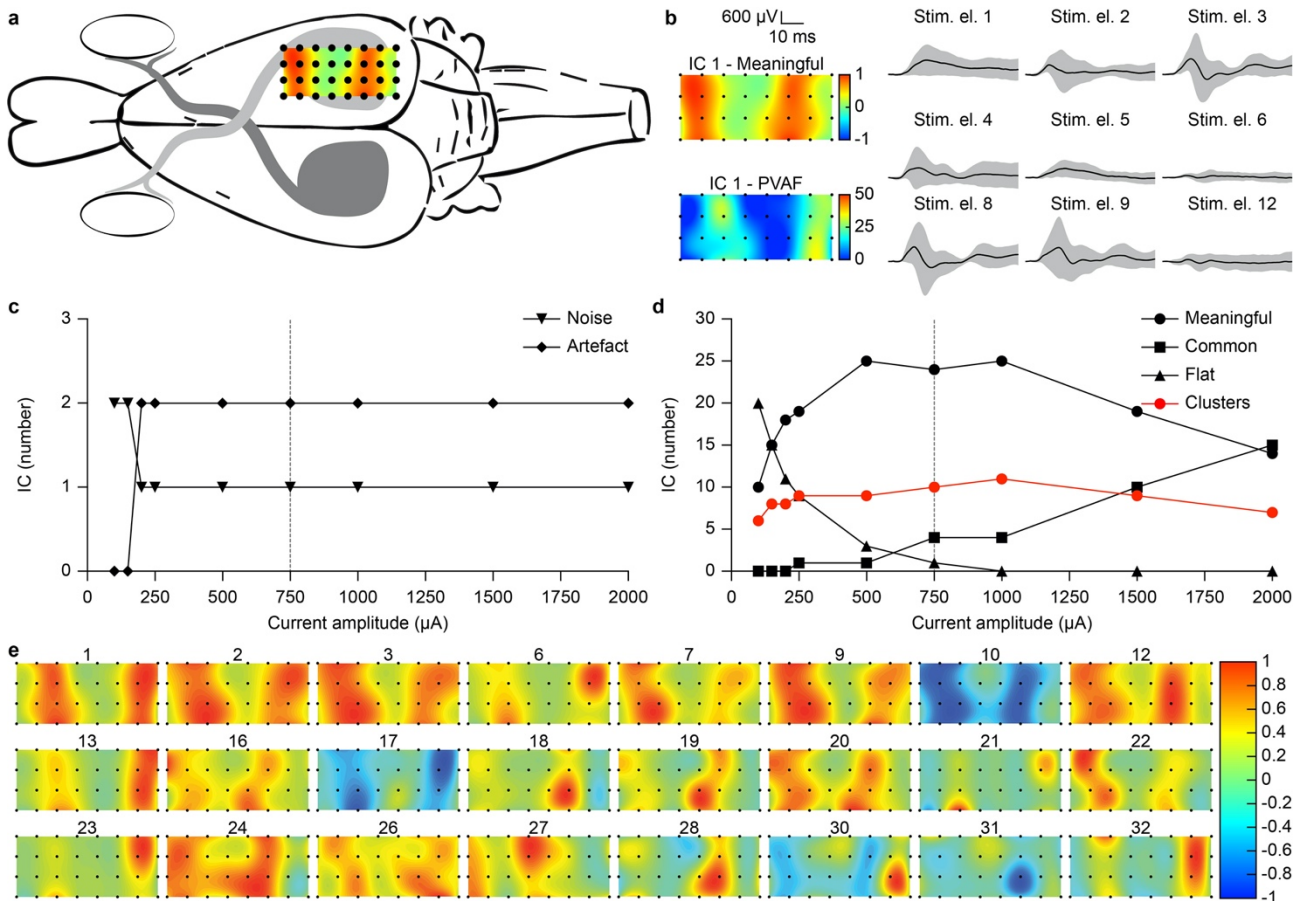 a
b
600 µV
10 ms
IC 1 - Meaningful
1
0
-1
IC 1 - PVAF
50
25
0
Stim. el. 1
Stim. el. 2
Stim. el. 3
Stim. el. 4
Stim. el. 5
Stim. el. 6
Stim. el. 8
Stim. el. 9
Stim. el. 12
c
3
2
1
0
IC (number)
Noise
Artefact
0 250 500 750 1000 1250 1500 1750 2000
Current amplitude (µA)
d
30
25
20
15
10
5
0
IC (number)
Meaningful
Common
Flat
Clusters
0 250 500 750 1000 1250 1500 1750 2000
Current amplitude (µA)
e
1 2 3 6 7 9 10 12
13 16 17 18 19 20 21 22
23 24 26 27 28 30 31 32
1
0.8
0.6
0.4
0.2
0
-0.2
-0.4
-0.6
-0.8
-1